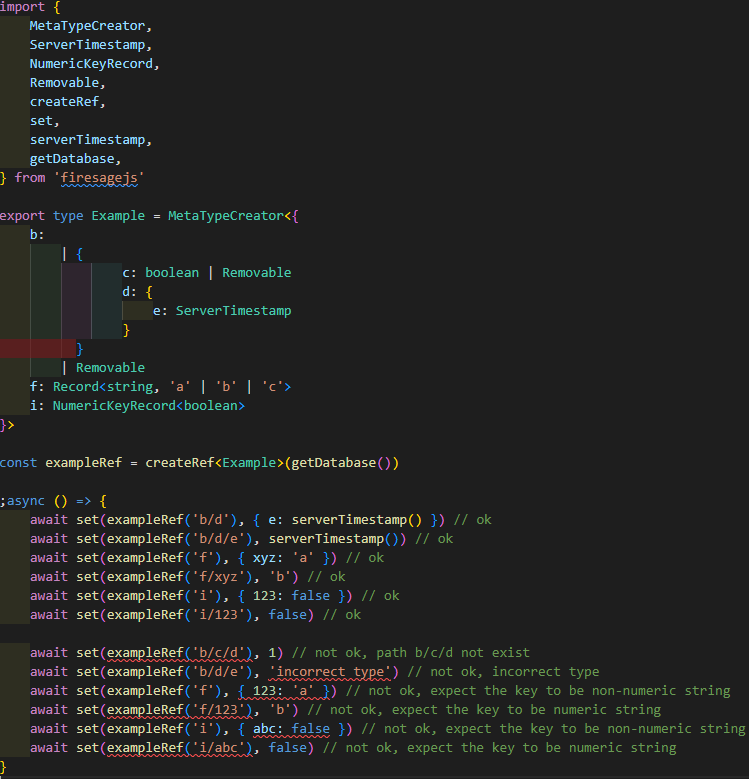 import {
MetaTypeCreator,
ServerTimestamp,
NumericKeyRecord,
Removable,
createRef,
set,
serverTimestamp,
getDatabase,
} from 'firesagejs'
export type Example = MetaTypeCreator<{
b:
| {
c: boolean | Removable
d: {
e: ServerTimestamp
}
}
| Removable
f: Record<string, 'a' | 'b' | 'c'>
i: NumericKeyRecord<boolean>
}>
const exampleRef = createRef<Example>(getDatabase())
;async () => {
await set(exampleRef('b/d'), { e: serverTimestamp() }) // ok
await set(exampleRef('b/d/e'), serverTimestamp()) // ok
await set(exampleRef('f'), { xyz: 'a' }) // ok
await set(exampleRef('f/xyz'), 'b') // ok
await set(exampleRef('i'), { 123: false }) // ok
await set(exampleRef('i/123'), false) // ok
await set(exampleRef('b/c/d'), 1) // not ok, path b/c/d not exist
await set(exampleRef('b/d/e'), 'incorrect type') // not ok, incorrect type
await set(exampleRef('f'), { 123: 'a' }) // not ok, expect the key to be non-numeric string
await set(exampleRef('f/123'), 'b') // not ok, expect the key to be numeric string
await set(exampleRef('i'), { abc: false }) // not ok, expect the key to be non-numeric string
await set(exampleRef('i/abc'), false) // not ok, expect the key to be numeric string
}